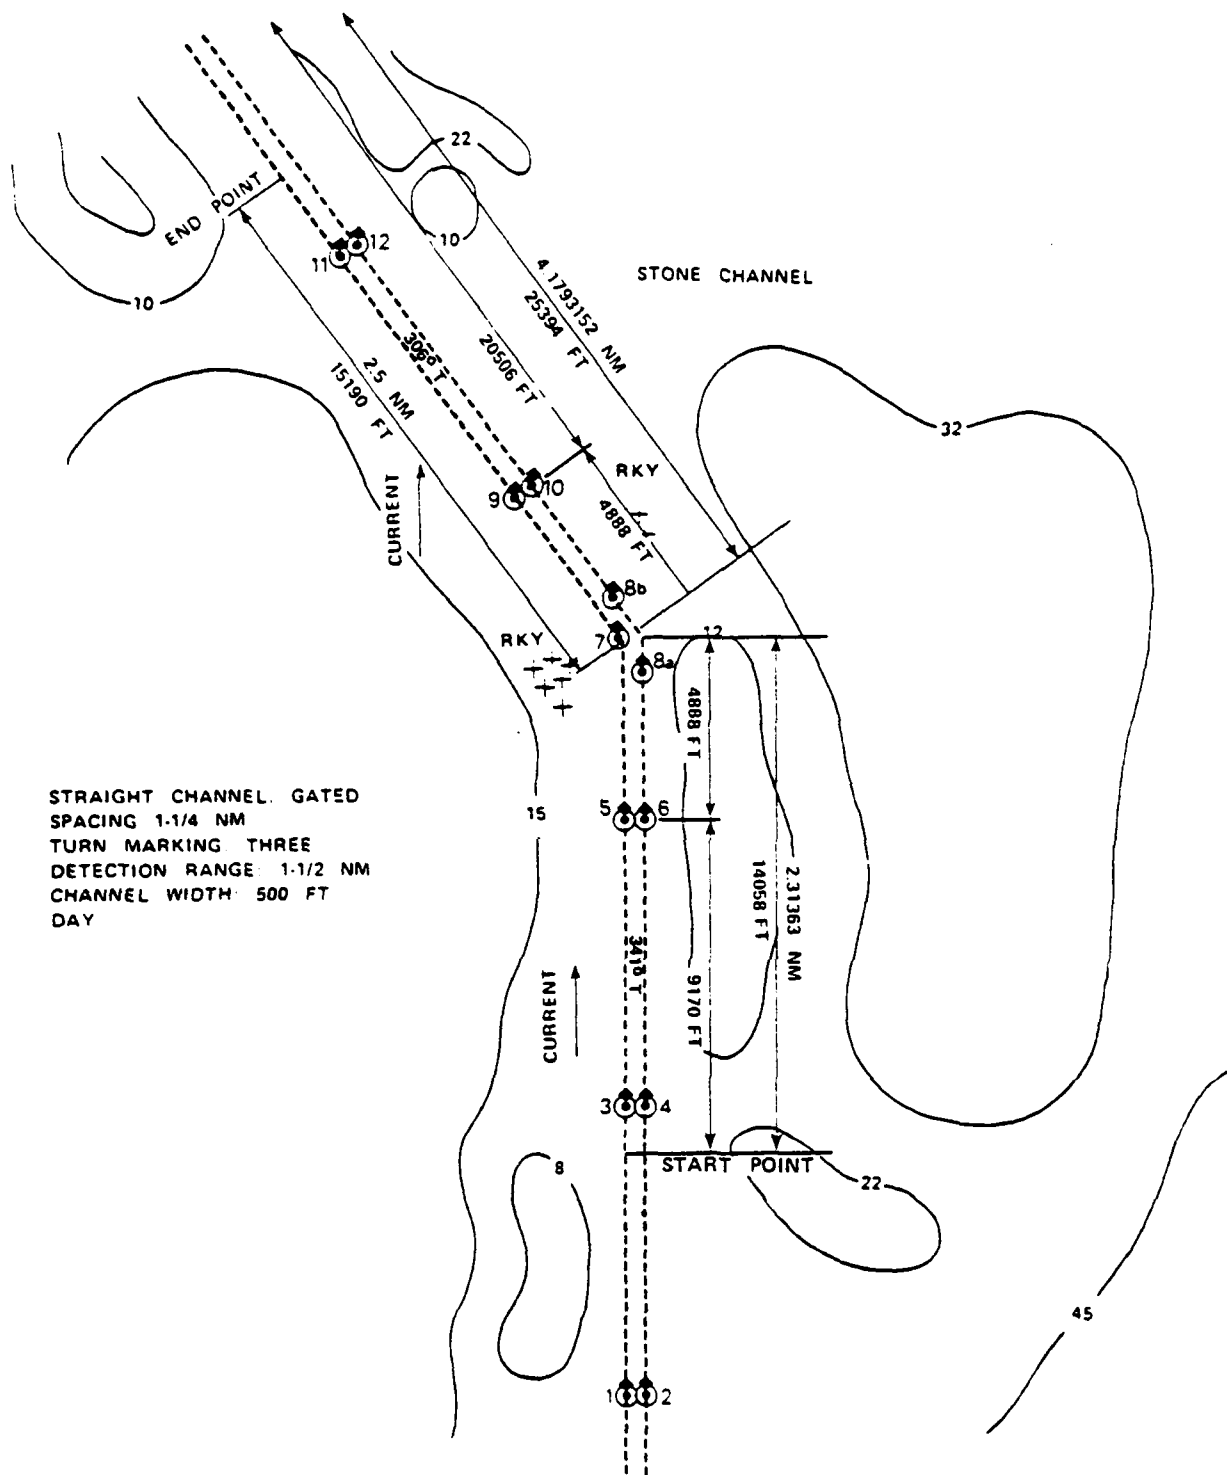 22
10
END POINT
12
11
10
STONE CHANNEL
4.1793152 NM
25394 FT
20506 FT
306° T
2.5 NM
15190 FT
32
RKY
CURRENT
9
10
4888 FT
8b
RKY
7
12
8a
4888 FT
STRAIGHT CHANNEL. GATED
SPACING 1-1/4 NM
TURN MARKING: THREE
DETECTION RANGE: 1-1/2 NM
CHANNEL WIDTH: 500 FT
DAY
15
5
6
2.31363 NM
14058 FT
341° T
9170 FT
CURRENT
3
4
START POINT
8
22
45
1
2